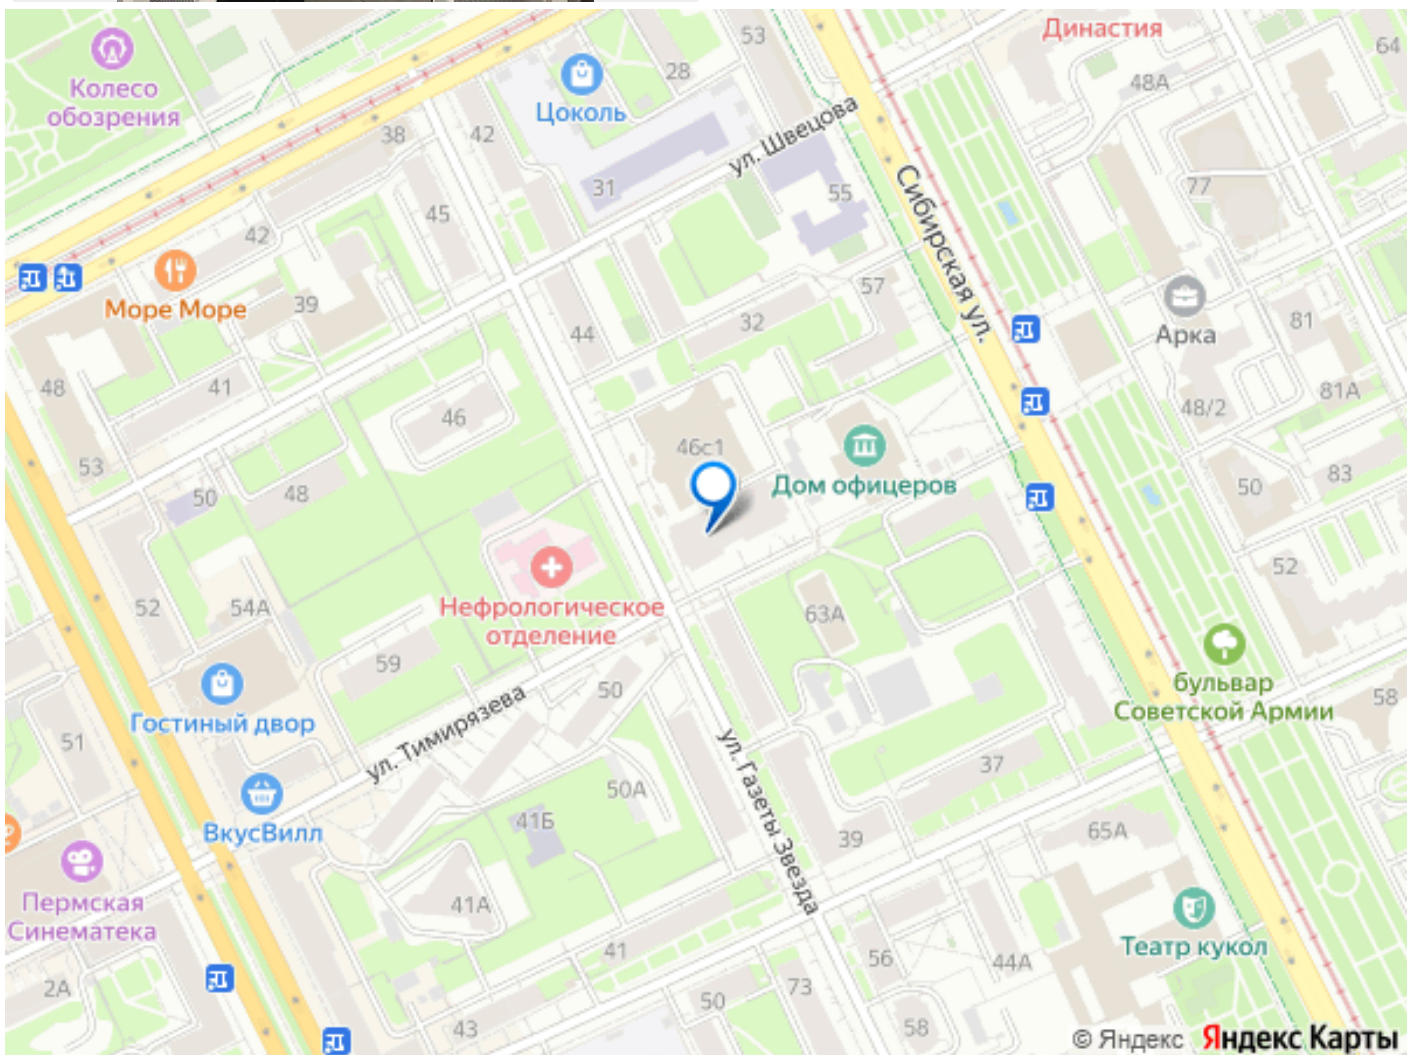 53
Династия
64
28
48А
Колесо
обозрения
Цоколь
38
42
ул. Швецова
31
77
55
45
Сибирская ул.
42
Море Море
39
57
44
32
Арка
81
48
41
46
48/2
81А
46с1
53
50
48
Дом офицеров
50
83
52
54А
Нефрологическое
отделение
63А
52
59
50
бульвар
Советской Армии
58
Гостиный двор
51
ул. Тимирязева
ул. Газеты Звезда
37
50А
ВкусВилл
41Б
39
65А
Пермская
Синематека
41А
Театр кукол
41
56
44А
2А
50
73
43
58
© Яндекс Яндекс Карты